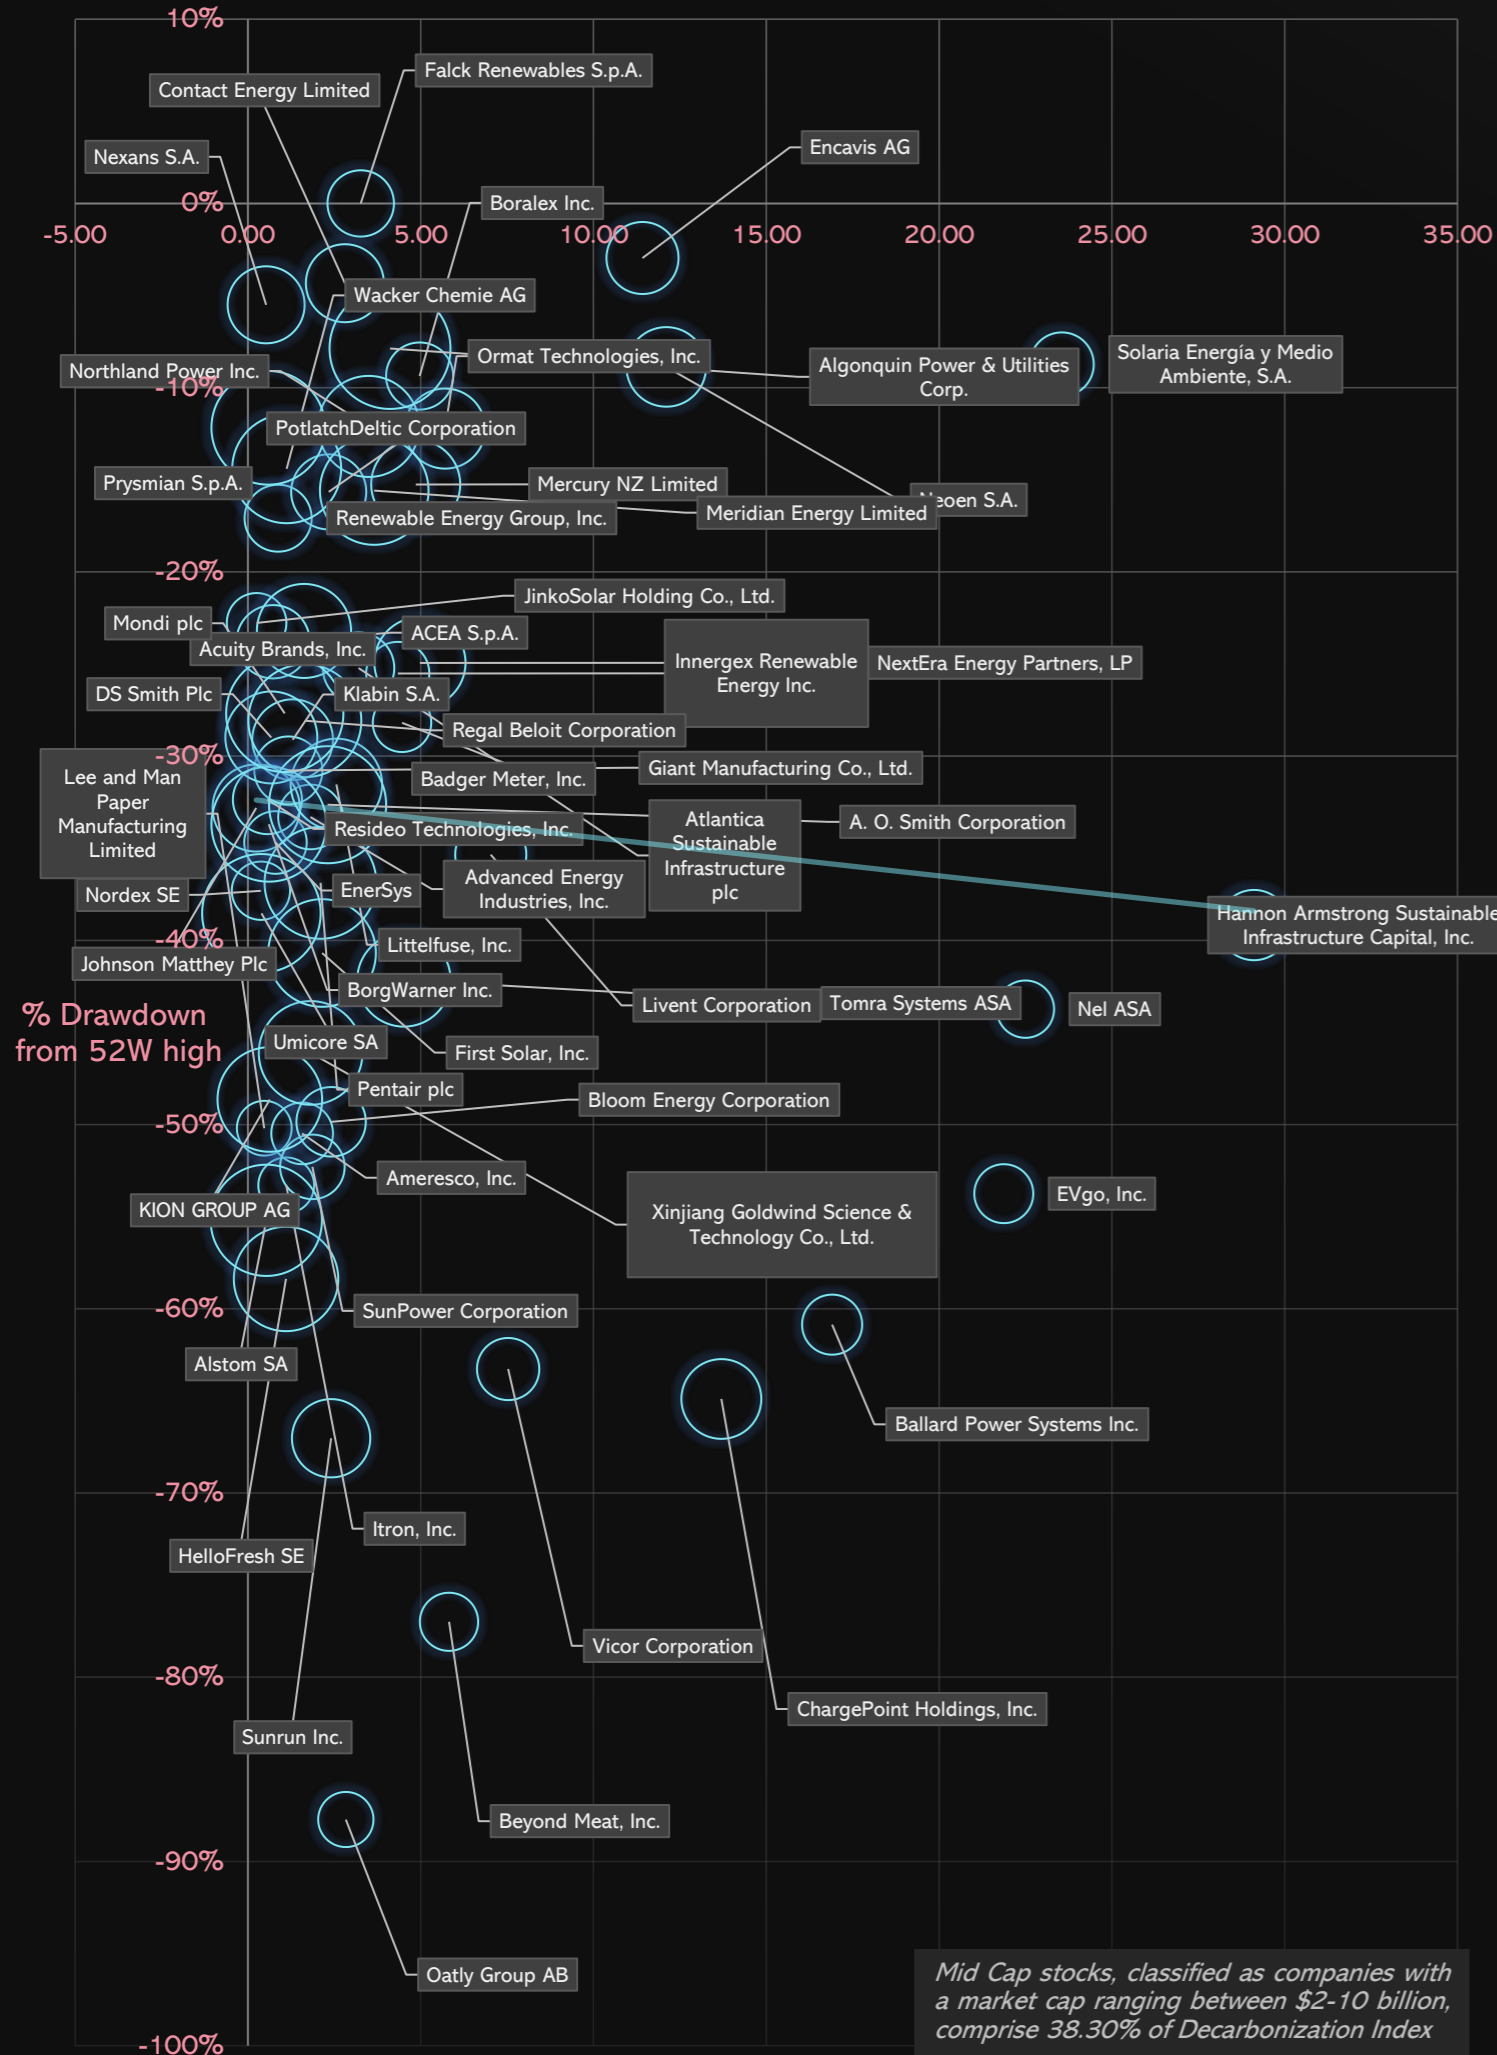 10%
Falck Renewables S.p.A.
Contact Energy Limited
Encavis AG
Nexans S.A.
0%
Boralex Inc.
-5.00 0.00 5.00 10.00 15.00 20.00 25.00 30.00 35.00
Wacker Chemie AG
Ormat Technologies, Inc.
Solaria Energía y Medio
Ambiente, S.A.
Algonquin Power & Utilities
Corp.
Northland Power Inc.
-10%
PotlatchDeltic Corporation
Prysmian S.p.A.
Mercury NZ Limited
Neoen S.A.
Meridian Energy Limited
Renewable Energy Group, Inc.
-20%
JinkoSolar Holding Co., Ltd.
Mondi plc
ACEA S.p.A.
Acuity Brands, Inc.
Innergex Renewable
Energy Inc.
NextEra Energy Partners, LP
DS Smith Plc
Klabin S.A.
Regal Beloit Corporation
-30%
Giant Manufacturing Co., Ltd.
Badger Meter, Inc.
Lee and Man
Paper
Manufacturing
Limited
Atlantica
Sustainable
Infrastructure
plc
A. O. Smith Corporation
Resideo Technologies, Inc.
Advanced Energy
Industries, Inc.
EnerSys
Nordex SE
Hannon Armstrong Sustainable
Infrastructure Capital, Inc.
-40%
Littelfuse, Inc.
Johnson Matthey Plc
BorgWarner Inc.
Livent Corporation
Tomra Systems ASA
Nel ASA
% Drawdown
from 52W high
Umicore SA
First Solar, Inc.
Pentair plc
Bloom Energy Corporation
-50%
Ameresco, Inc.
EVgo, Inc.
KION GROUP AG
Xinjiang Goldwind Science &
Technology Co., Ltd.
-60%
SunPower Corporation
Alstom SA
Ballard Power Systems Inc.
-70%
Itron, Inc.
HelloFresh SE
Vicor Corporation
-80%
ChargePoint Holdings, Inc.
Sunrun Inc.
Beyond Meat, Inc.
-90%
Oatly Group AB
Mid Cap stocks, classified as companies with
a market cap ranging between $2-10 billion,
comprise 38.30% of Decarbonization Index
-100%